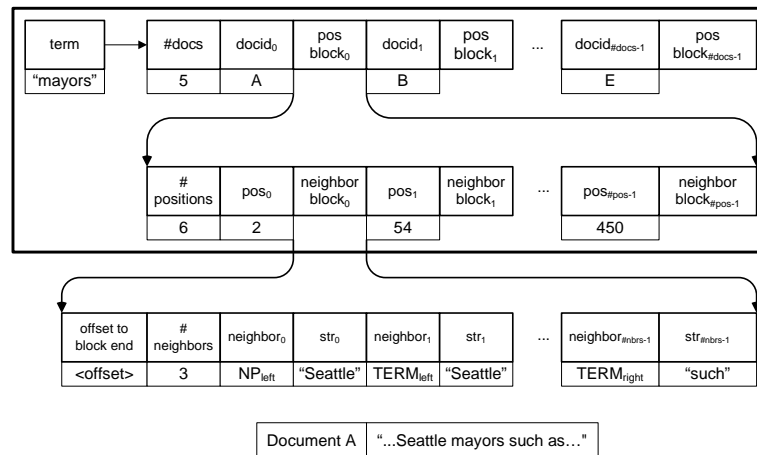 term #docs docid0 pos block0 docid1 pos block1 ... docid#docs-1 pos block#docs-1
"mayors" 5 A B E
# positions pos0 neighbor block0 pos1 neighbor block1 ... pos#pos-1 neighbor block#pos-1
6 2 54 450
offset to block end # neighbors neighbor0 str0 neighbor1 str1 ... neighbor#nbrs-1 str#nbrs-1
<offset> 3 NPleft "Seattle" TERMleft "Seattle" TERMright "such"
Document A "...Seattle mayors such as..."